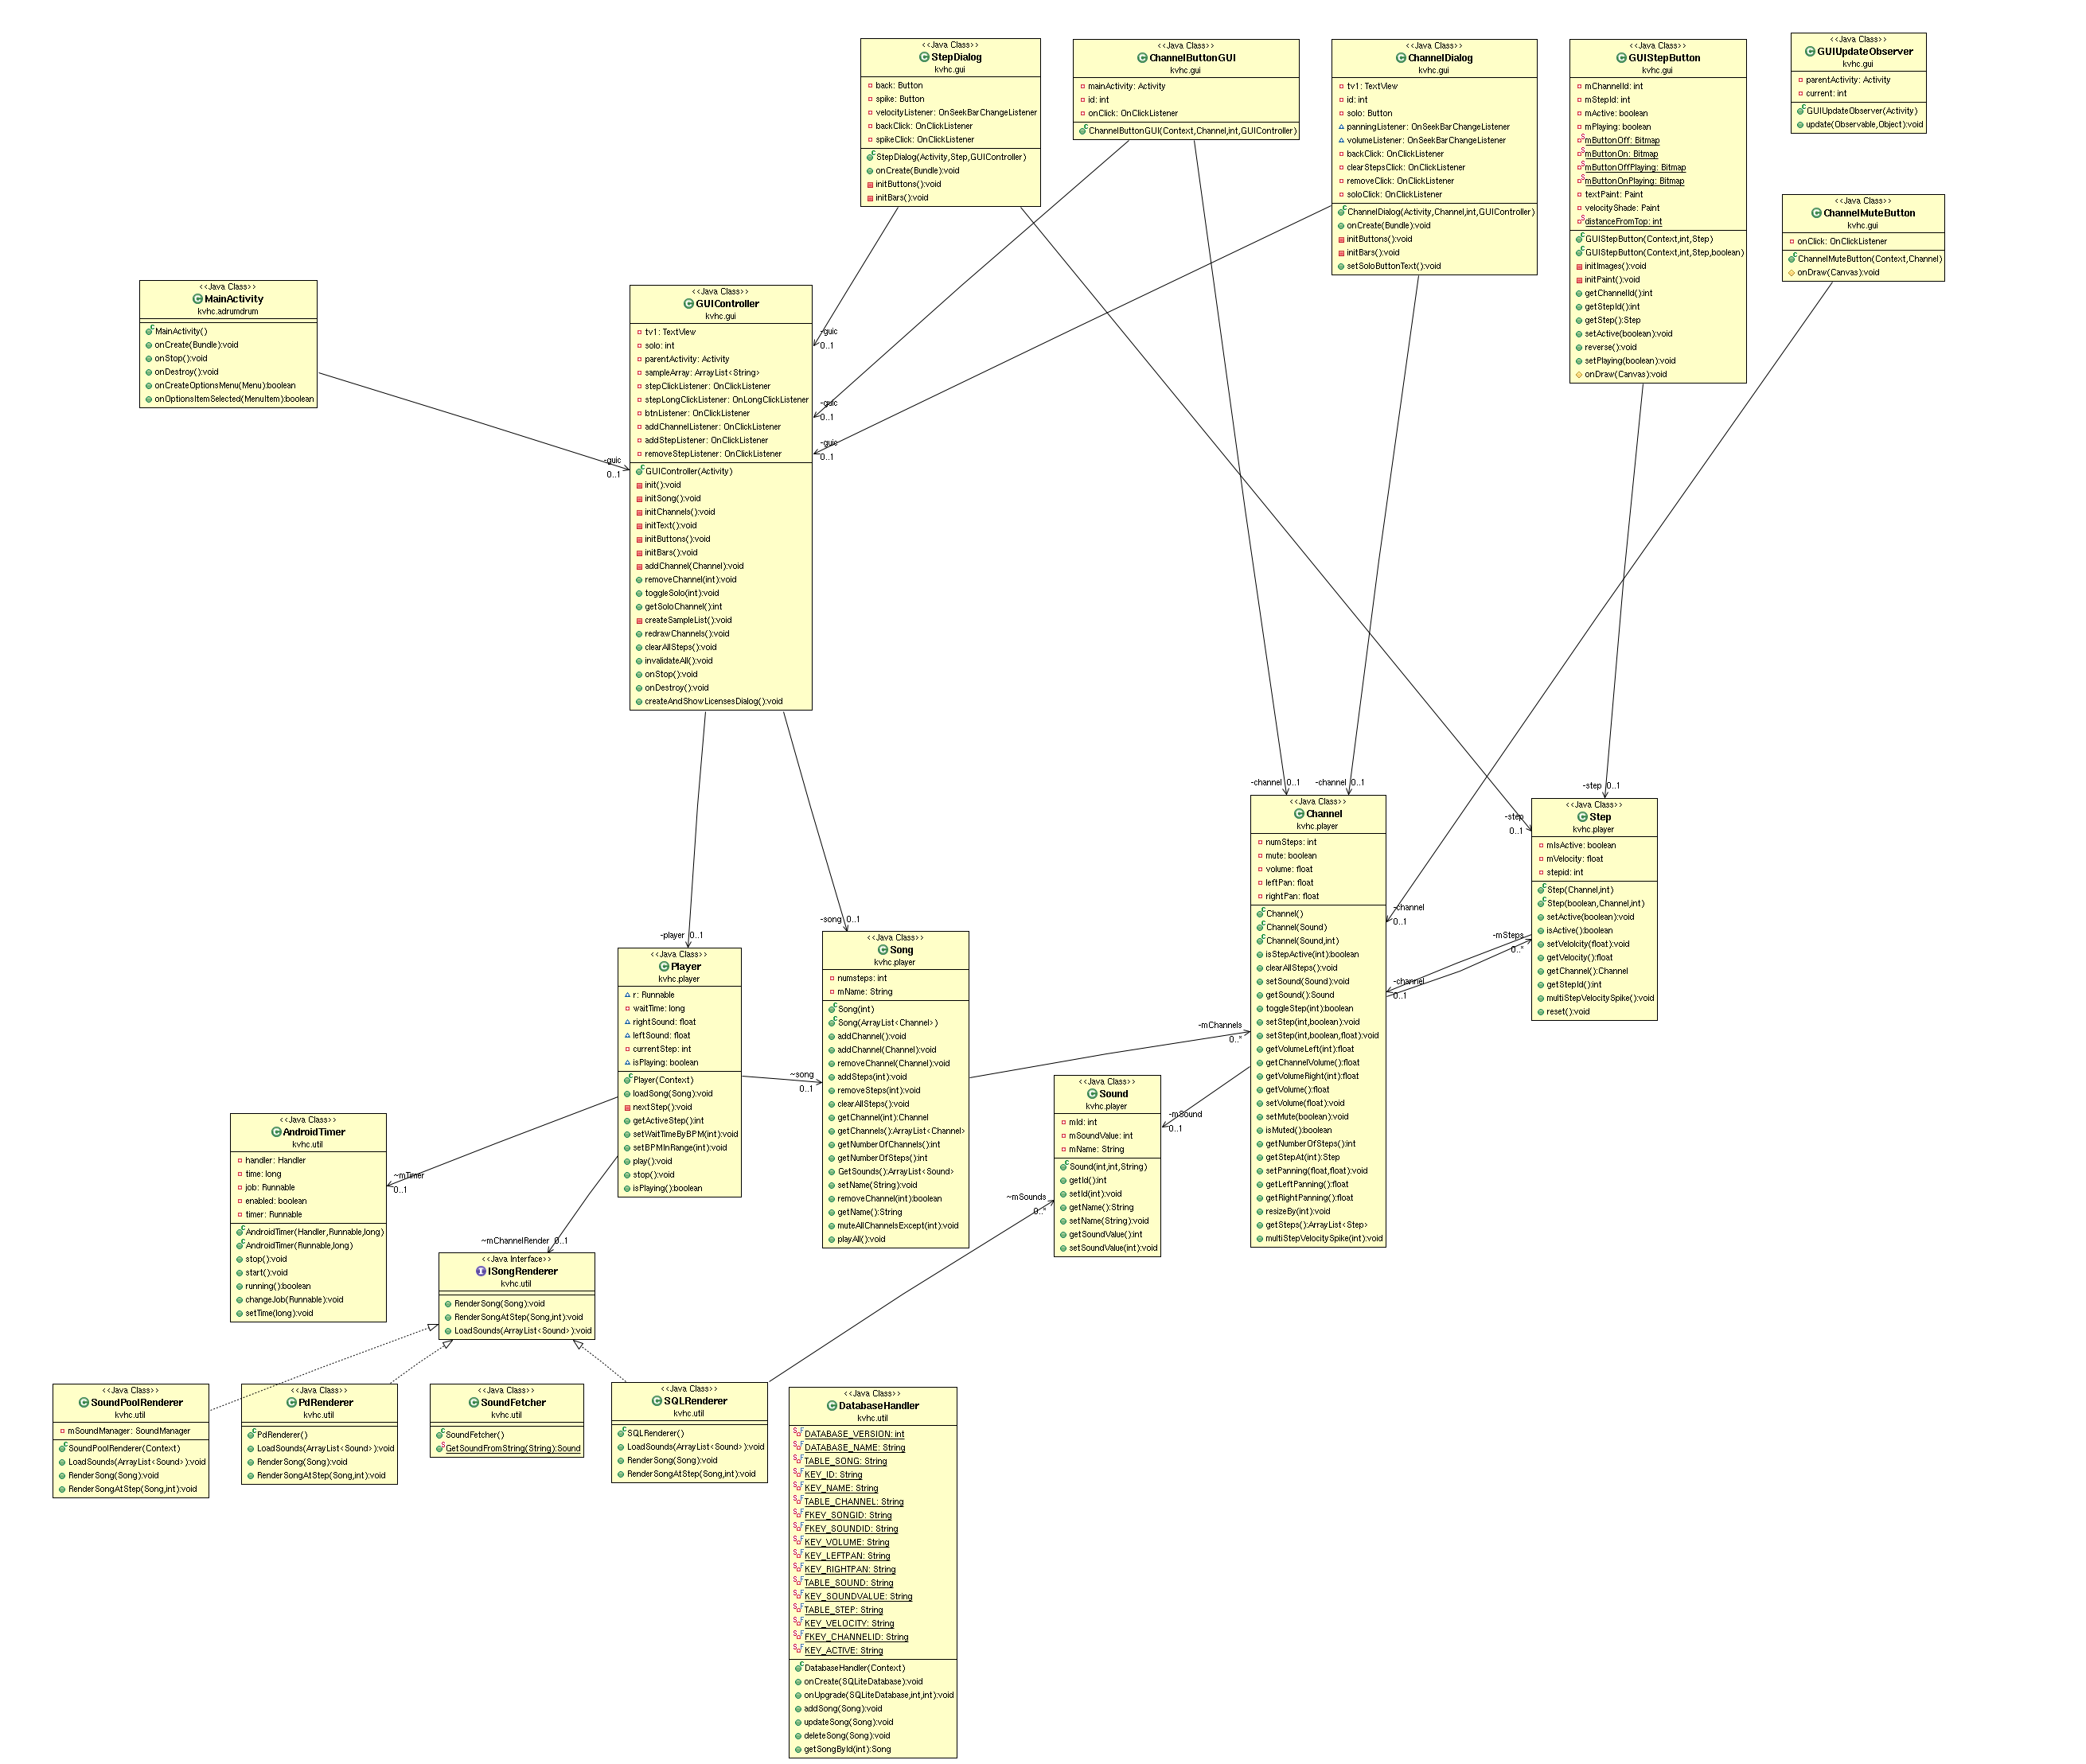 <<Java Class>>
StepDialog
kvhc.gui
back: Button
spike: Button
velocityListener: OnSeekBarChangeListener
backClick: OnClickListener
spikeClick: OnClickListener
StepDialog(Activity,Step,GUIController)
onCreate(Bundle):void
initButtons():void
initBars():void
<<Java Class>>
ChannelButtonGUI
kvhc.gui
mainActivity: Activity
id: int
onClick: OnClickListener
ChannelButtonGUI(Context,Channel,int,GUIController)
<<Java Class>>
ChannelDialog
kvhc.gui
tv1: TextView
id: int
solo: Button
panningListener: OnSeekBarChangeListener
volumeListener: OnSeekBarChangeListener
backClick: OnClickListener
clearStepsClick: OnClickListener
removeClick: OnClickListener
soloClick: OnClickListener
ChannelDialog(Activity,Channel,int,GUIController)
onCreate(Bundle):void
initButtons():void
initBars():void
setSoloButtonText():void
<<Java Class>>
GUIStepButton
kvhc.gui
mChannelId: int
mStepId: int
mActive: boolean
mPlaying: boolean
mButtonOff: Bitmap
mButtonOn: Bitmap
mButtonOffPlaying: Bitmap
mButtonOnPlaying: Bitmap
textPaint: Paint
velocityShade: Paint
distanceFromTop: int
GUIStepButton(Context,int,Step)
GUIStepButton(Context,int,Step,boolean)
initImages():void
initPaint():void
getChannelId():int
getStepId():int
getStep():Step
setActive(boolean):void
reverse():void
setPlaying(boolean):void
onDraw(Canvas):void
<<Java Class>>
GUIUpdateObserver
kvhc.gui
parentActivity: Activity
current: int
GUIUpdateObserver(Activity)
update(Observable,Object):void
<<Java Class>>
ChannelMuteButton
kvhc.gui
onClick: OnClickListener
ChannelMuteButton(Context,Channel)
onDraw(Canvas):void
<<Java Class>>
MainActivity
kvhc.adrumdrum
MainActivity()
onCreate(Bundle):void
onStop():void
onDestroy():void
onCreateOptionsMenu(Menu):boolean
onOptionsItemSelected(MenuItem):boolean
-guic
0..1
<<Java Class>>
GUIController
kvhc.gui
tv1: TextView
solo: int
parentActivity: Activity
sampleArray: ArrayList<String>
stepClickListener: OnClickListener
stepLongClickListener: OnLongClickListener
btnListener: OnClickListener
addChannelListener: OnClickListener
addStepListener: OnClickListener
removeStepListener: OnClickListener
GUIController(Activity)
init():void
initSong():void
initChannels():void
initText():void
initButtons():void
initBars():void
addChannel(Channel):void
removeChannel(int):void
toggleSolo(int):void
getSoloChannel():int
createSampleList():void
redrawChannels():void
clearAllSteps():void
invalidateAll():void
onStop():void
onDestroy():void
createAndShowLicensesDialog():void
-guic
0..1
-guic
0..1
-guic
0..1
-channel 0..1
-channel 0..1
-step 0..1
-step
0..1
<<Java Class>>
Channel
kvhc.player
numSteps: int
mute: boolean
volume: float
leftPan: float
rightPan: float
Channel()
Channel(Sound)
Channel(Sound,int)
isStepActive(int):boolean
clearAllSteps():void
setSound(Sound):void
getSound():Sound
toggleStep(int):boolean
setStep(int,boolean):void
setStep(int,boolean,float):void
getVolumeLeft(int):float
getChannelVolume():float
getVolumeRight(int):float
getVolume():float
setVolume(float):void
setMute(boolean):void
isMuted():boolean
getNumberOfSteps():int
getStepAt(int):Step
setPanning(float,float):void
getLeftPanning():float
getRightPanning():float
resizeBy(int):void
getSteps():ArrayList<Step>
multiStepVelocitySpike(int):void
-channel
0..1
-mSteps
0..*
-channel
0..1
<<Java Class>>
Step
kvhc.player
mIsActive: boolean
mVelocity: float
stepid: int
Step(Channel,int)
Step(boolean,Channel,int)
setActive(boolean):void
isActive():boolean
setVelolcity(float):void
getVelocity():float
getChannel():Channel
getStepId():int
multiStepVelocitySpike():void
reset():void
-player 0..1
<<Java Class>>
Player
kvhc.player
r: Runnable
waitTime: long
rightSound: float
leftSound: float
currentStep: int
isPlaying: boolean
Player(Context)
loadSong(Song):void
nextStep():void
getActiveStep():int
setWaitTimeByBPM(int):void
setBPMInRange(int):void
play():void
stop():void
isPlaying():boolean
-song 0..1
<<Java Class>>
Song
kvhc.player
numsteps: int
mName: String
Song(int)
Song(ArrayList<Channel>)
addChannel():void
addChannel(Channel):void
removeChannel(Channel):void
addSteps(int):void
removeSteps(int):void
clearAllSteps():void
getChannel(int):Channel
getChannels():ArrayList<Channel>
getNumberOfChannels():int
getNumberOfSteps():int
GetSounds():ArrayList<Sound>
setName(String):void
removeChannel(int):boolean
getName():String
muteAllChannelsExcept(int):void
playAll():void
~song
0..1
-mChannels
0..*
<<Java Class>>
Sound
kvhc.player
mId: int
mSoundValue: int
mName: String
Sound(int,int,String)
getId():int
setId(int):void
getName():String
setName(String):void
getSoundValue():int
setSoundValue(int):void
-mSound
0..1
~mSounds
0..*
<<Java Class>>
AndroidTimer
kvhc.util
handler: Handler
time: long
job: Runnable
enabled: boolean
timer: Runnable
AndroidTimer(Handler,Runnable,long)
AndroidTimer(Runnable,long)
stop():void
start():void
running():boolean
changeJob(Runnable):void
setTime(long):void
~mTimer
0..1
~mChannelRender 0..1
<<Java Interface>>
ISongRenderer
kvhc.util
RenderSong(Song):void
RenderSongAtStep(Song,int):void
LoadSounds(ArrayList<Sound>):void
<<Java Class>>
SoundPoolRenderer
kvhc.util
mSoundManager: SoundManager
SoundPoolRenderer(Context)
LoadSounds(ArrayList<Sound>):void
RenderSong(Song):void
RenderSongAtStep(Song,int):void
<<Java Class>>
PdRenderer
kvhc.util
PdRenderer()
LoadSounds(ArrayList<Sound>):void
RenderSong(Song):void
RenderSongAtStep(Song,int):void
<<Java Class>>
SoundFetcher
kvhc.util
SoundFetcher()
GetSoundFromString(String):Sound
<<Java Class>>
SQLRenderer
kvhc.util
SQLRenderer()
LoadSounds(ArrayList<Sound>):void
RenderSong(Song):void
RenderSongAtStep(Song,int):void
<<Java Class>>
DatabaseHandler
kvhc.util
DATABASE_VERSION: int
DATABASE_NAME: String
TABLE_SONG: String
KEY_ID: String
KEY_NAME: String
TABLE_CHANNEL: String
FKEY_SONGID: String
FKEY_SOUNDID: String
KEY_VOLUME: String
KEY_LEFTPAN: String
KEY_RIGHTPAN: String
TABLE_SOUND: String
KEY_SOUNDVALUE: String
TABLE_STEP: String
KEY_VELOCITY: String
FKEY_CHANNELID: String
KEY_ACTIVE: String
DatabaseHandler(Context)
onCreate(SQLiteDatabase):void
onUpgrade(SQLiteDatabase,int,int):void
addSong(Song):void
updateSong(Song):void
deleteSong(Song):void
getSongById(int):Song